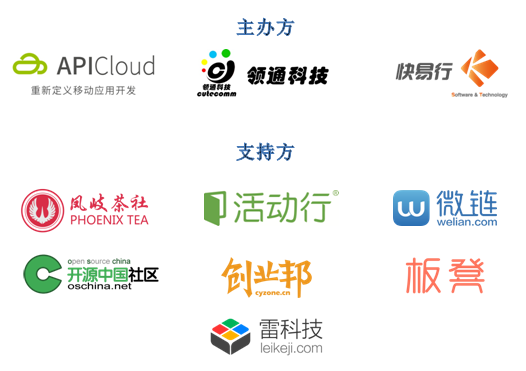 主办方
APICloud
重新定义移动应用开发
领通科技
cutecomm
领通科技
快易行
Software & Technology
支持方
凤岐茶社
PHOENIX TEA
活动行®
w
微链
welian.com
open source china
开源中国社区
oschina.net
创业邦
cyzone.cn
板凳
雷科技
leikeji.com